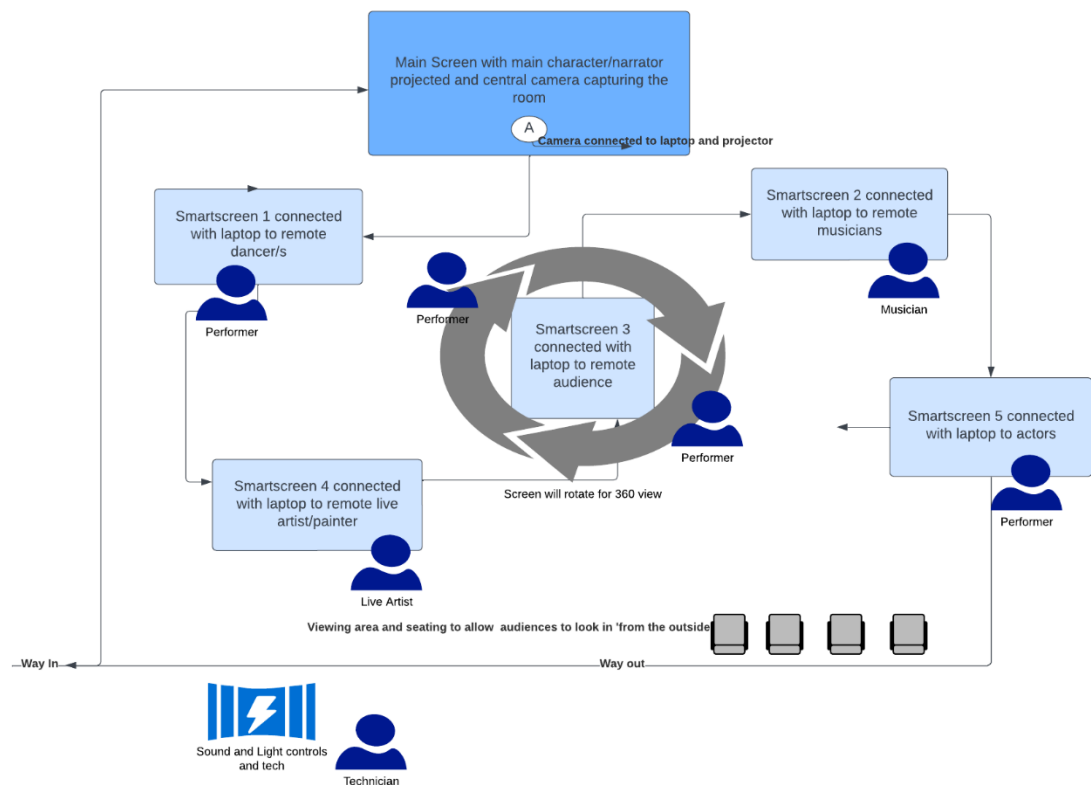 Main Screen with main character/narrator
projected and central camera capturing the
room
A
Camera connected to laptop and projector
Smartscreen 1 connected
with laptop to remote
dancer/s
Performer
Performer
Smartscreen 2 connected
with laptop to remote
musicians
Musician
Smartscreen 3
connected with
laptop to remote
audience
Performer
Smartscreen 5 connected
with laptop to actors
Performer
Smartscreen 4 connected
with laptop to remote live
artist/painter
Screen will rotate for 360 view
Live Artist
Viewing area and seating to allow  audiences to look in 'from the outside
Way In
Way out
Sound and Light controls
and tech
Technician